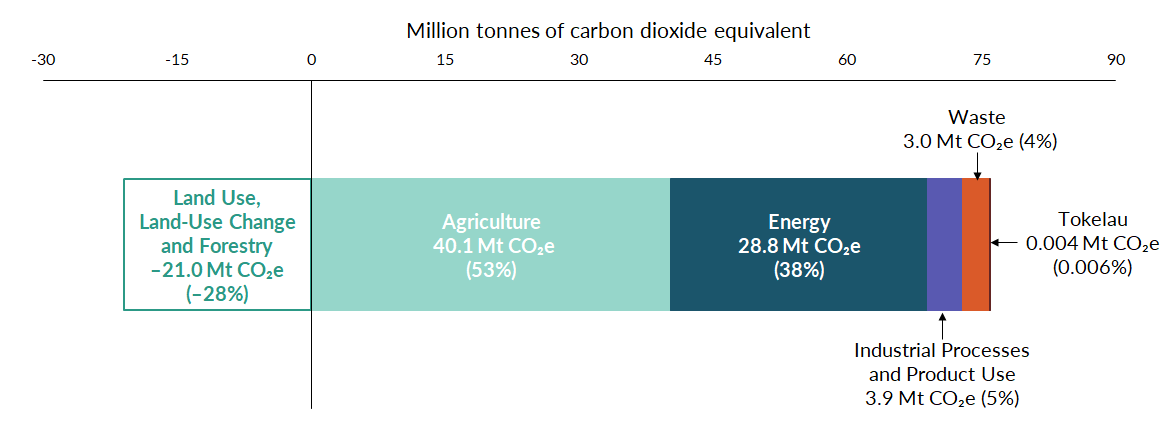 Million tonnes of carbon dioxide equivalent
-30 -15 0 15 30 45 60 75 90
Waste
3.0 Mt CO₂e (4%)
Land Use,
Land-Use Change
and Forestry
−21.0 Mt CO₂e
(−28%)
Agriculture
40.1 Mt CO₂e
(53%)
Energy
28.8 Mt CO₂e
(38%)
Tokelau
0.004 Mt CO₂e
(0.006%)
Industrial Processes
and Product Use
3.9 Mt CO₂e (5%)